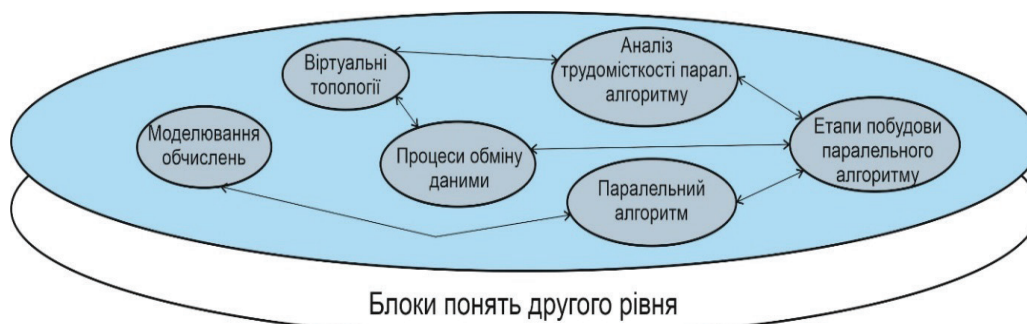 Віртуальні
топології
Аналіз
трудомісткості парал.
алгоритму
Моделювання
обчислень
Процеси обміну
даними
Етапи побудови
паралельного
алгоритму
Паралельний
алгоритм
Блоки понять другого рівня